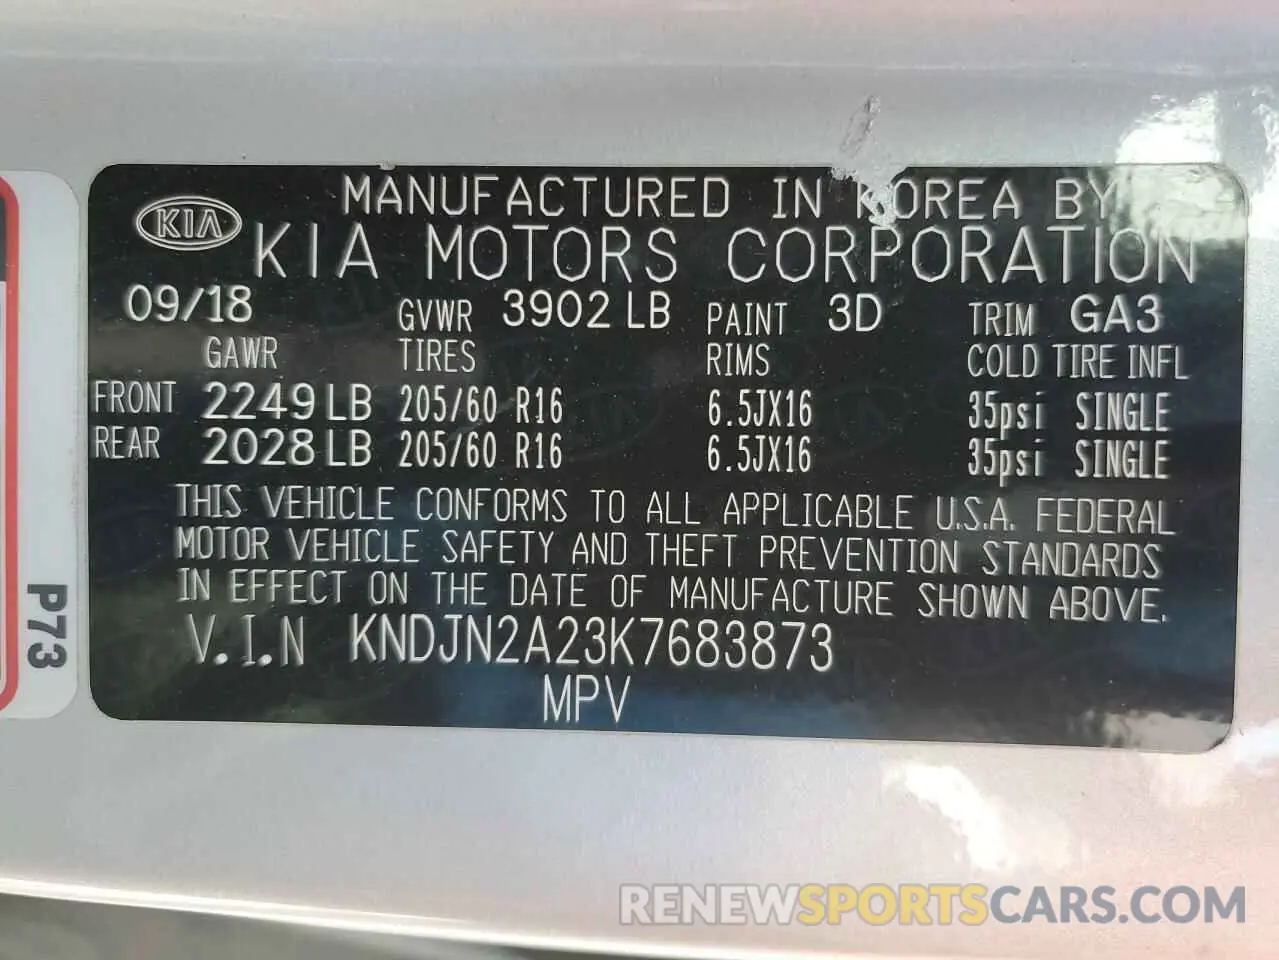 MANUFACTURED IN KOREA BY
KIA
KIA MOTORS CORPORATION
09/18 GVWR 3902 LB PAINT 3D TRIM GA3
GAWR TIRES RIMS COLD TIRE INFL
FRONT 2249 LB 205/60 R16 6.5JX16 35psi SINGLE
REAR 2028 LB 205/60 R16 6.5JX16 35psi SINGLE
THIS VEHICLE CONFORMS TO ALL APPLICABLE U.S.A. FEDERAL
MOTOR VEHICLE SAFETY AND THEFT PREVENTION STANDARDS
IN EFFECT ON THE DATE OF MANUFACTURE SHOWN ABOVE.
V.I.N KNDJN2A23K7683873
MPV
P73
RENEWSPORTSCARS.COM